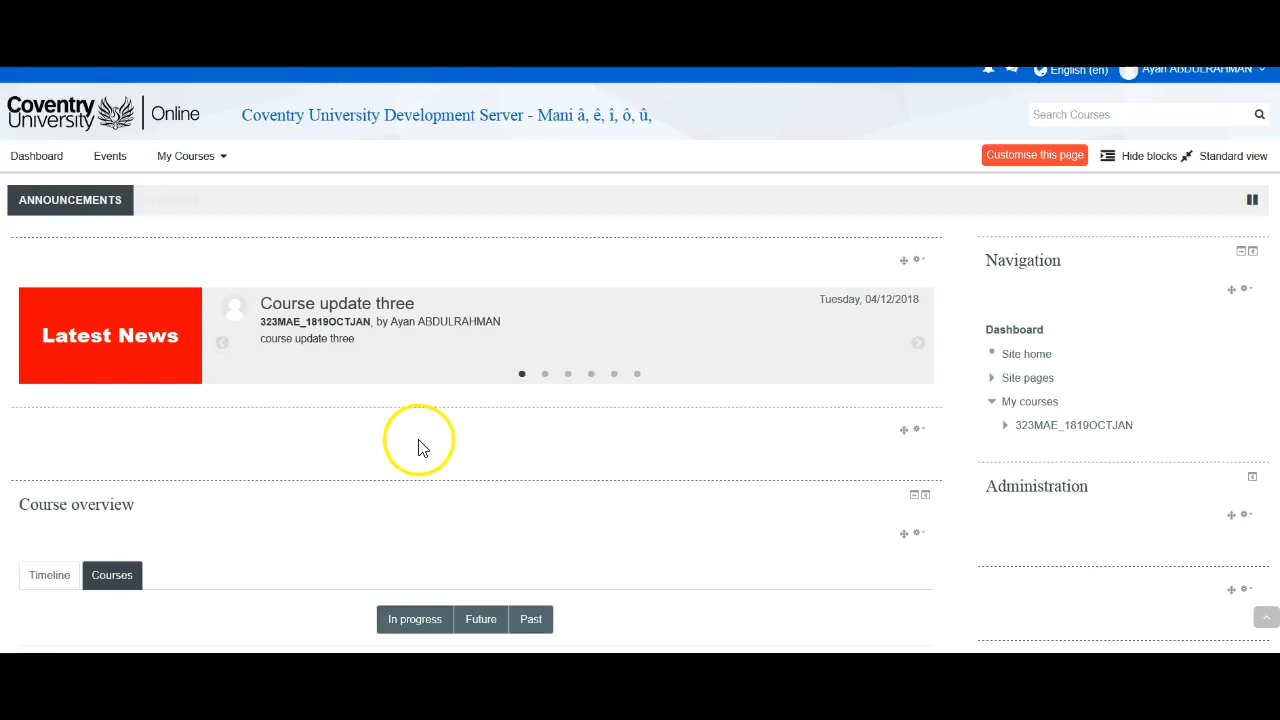 English (en)
Ayan ABDULRAHMAN
Coventry University
Online
Coventry University Development Server - Mani â, ê, î, ô, û,
Search Courses
Dashboard
Events
My Courses
Customise this page
Hide blocks
Standard view
ANNOUNCEMENTS
Latest News
Course update three
Tuesday, 04/12/2018
323MAE_1819OCTJAN, by Ayan ABDULRAHMAN
course update three
Navigation
Dashboard
Site home
Site pages
My courses
323MAE_1819OCTJAN
Administration
Course overview
Timeline
Courses
In progress
Future
Past